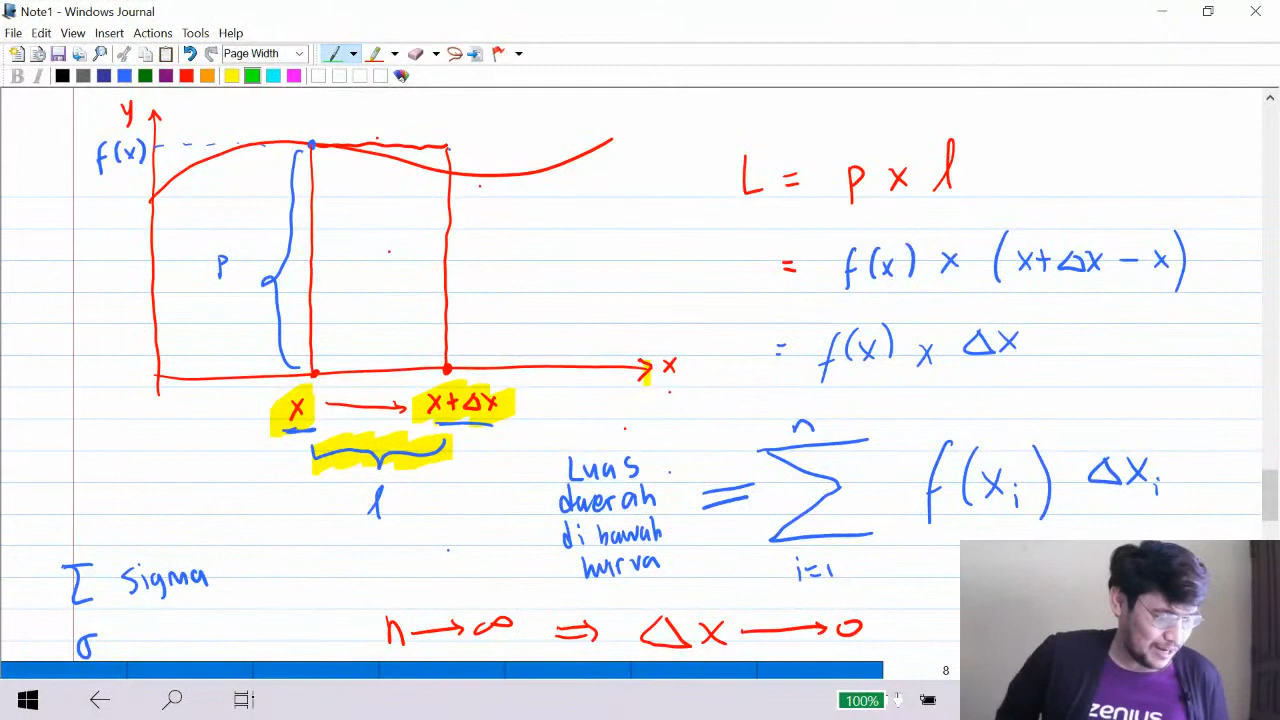 Note1 - Windows Journal
File Edit View Insert Actions Tools Help
Page Width
B I
y
f(x)
p
x
x → x+Δx
l
L = p x l
= f(x) x (x+Δx − x)
= f(x) x Δx
Luas
daerah
di bawah
kurva
= n Σ i=1 f(xi) Δxi
Σ sigma
σ
n → ∞ ⇒ Δx → 0
8
100%
zenius